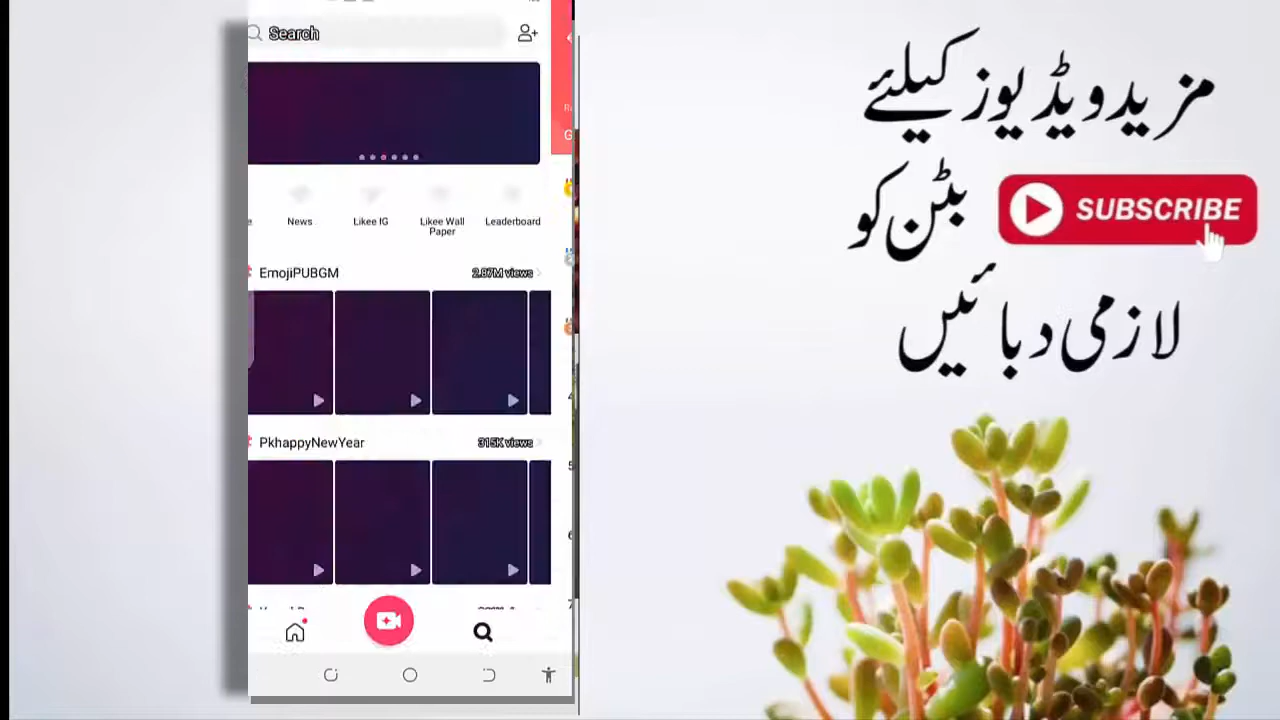 Search
News
Likee IG
Likee Wall
Paper
Leaderboard
EmojiPUBGM
2.87M views
PkhappyNewYear
315K views
مزید ویڈیوز کیلئے
SUBSCRIBE بٹن کو
لازمی دبائیں